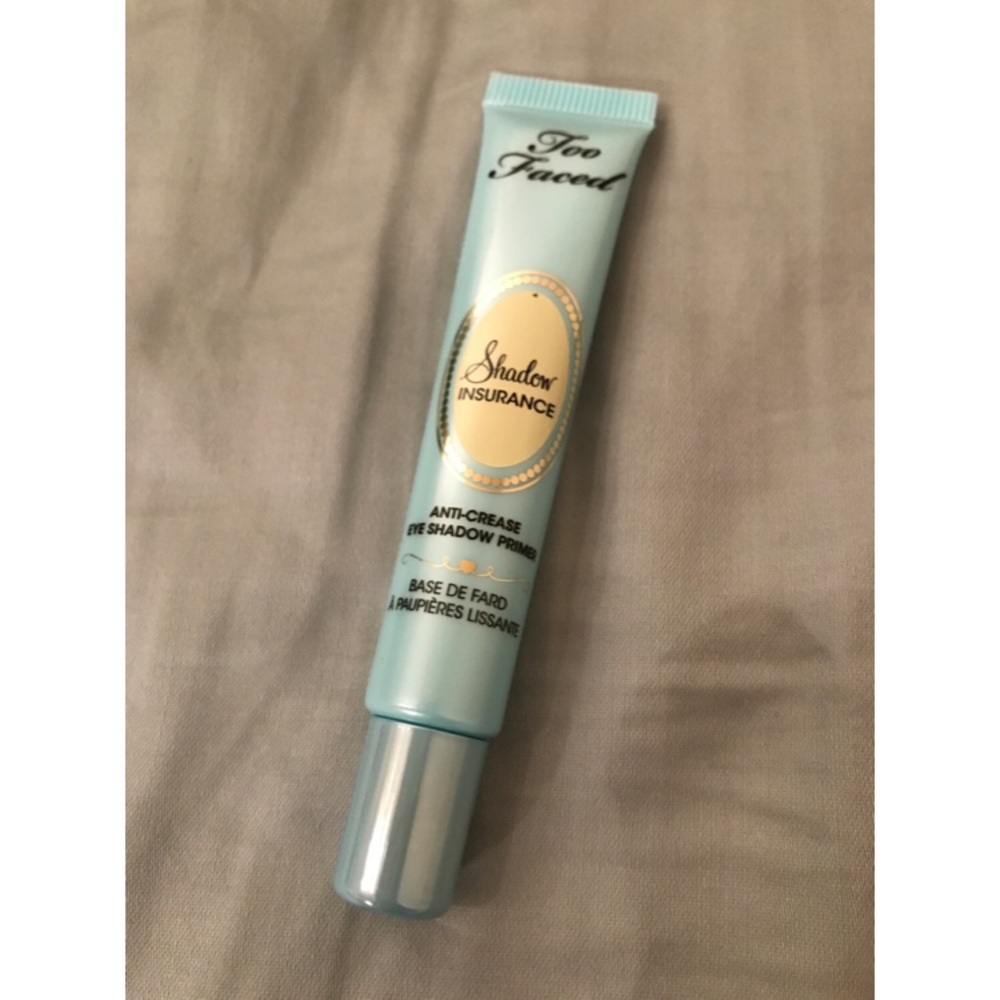 Too
Faced
Shadow
INSURANCE
ANTI-CREASE
EYE SHADOW PRIMER
BASE DE FARD
À PAUPIÈRES LISSANTE